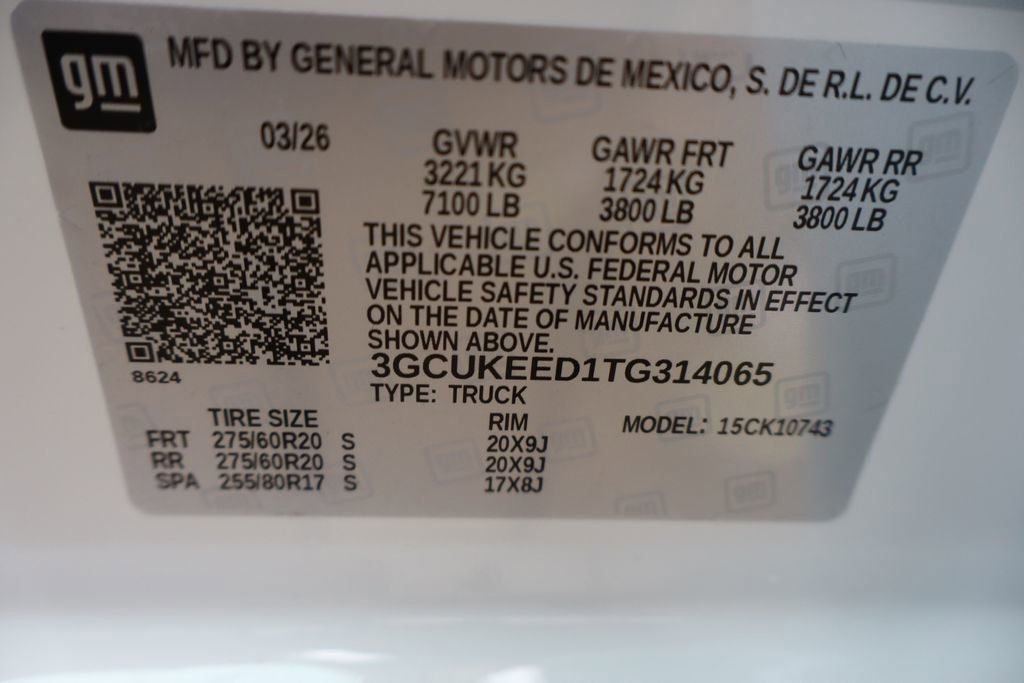 gm
MFD BY GENERAL MOTORS DE MEXICO, S. DE R.L. DE C.V.
03/26 GVWR GAWR FRT GAWR RR
3221 KG 1724 KG 1724 KG
7100 LB 3800 LB 3800 LB
THIS VEHICLE CONFORMS TO ALL
APPLICABLE U.S. FEDERAL MOTOR
VEHICLE SAFETY STANDARDS IN EFFECT
ON THE DATE OF MANUFACTURE
SHOWN ABOVE.
3GCUKEED1TG314065
8624
TYPE: TRUCK
TIRE SIZE RIM MODEL: 15CK10743
FRT 275/60R20 S 20X9J
RR 275/60R20 S 20X9J
SPA 255/80R17 S 17X8J